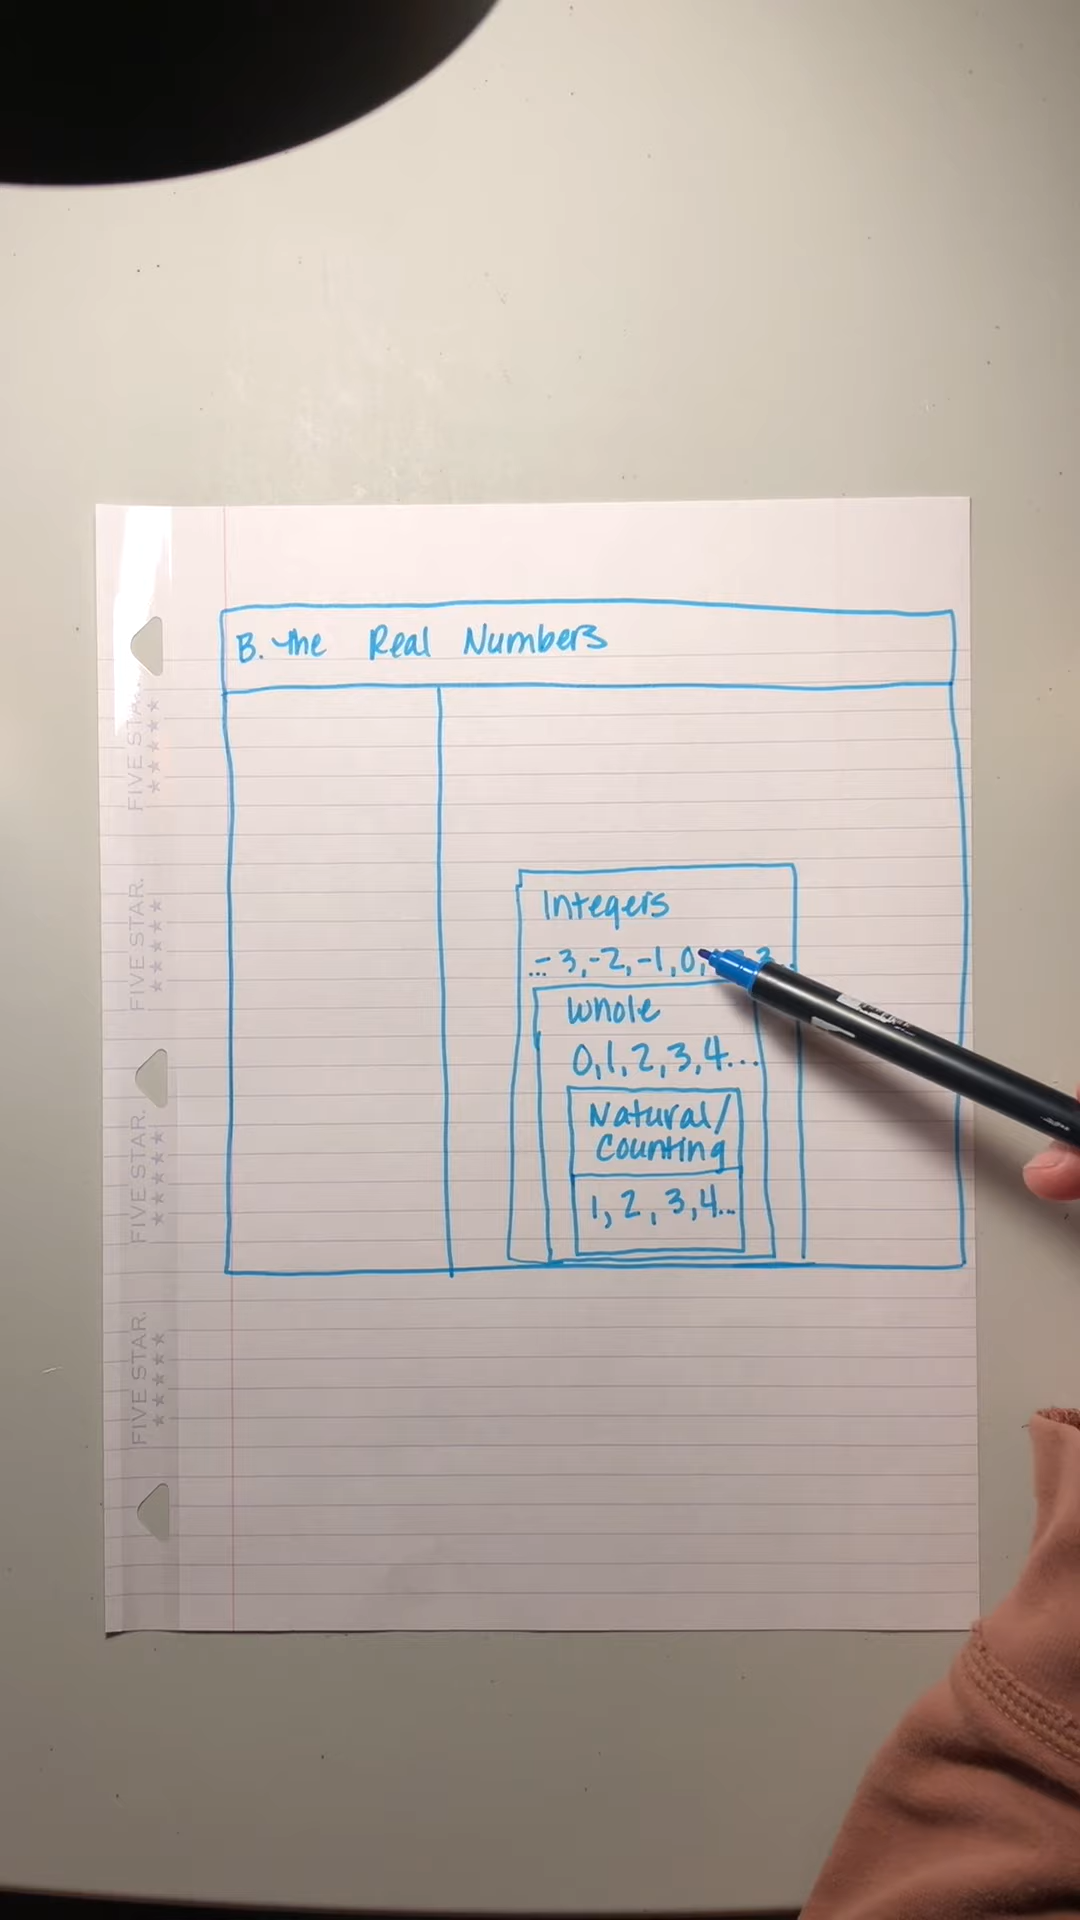 B. The Real Numbers
Integers
...-3,-2,-1,0, 3
Whole
0,1,2,3,4...
Natural/
Counting
1,2,3,4...
FIVE STAR.
FIVE STAR.
FIVE STAR.
FIVE STAR.